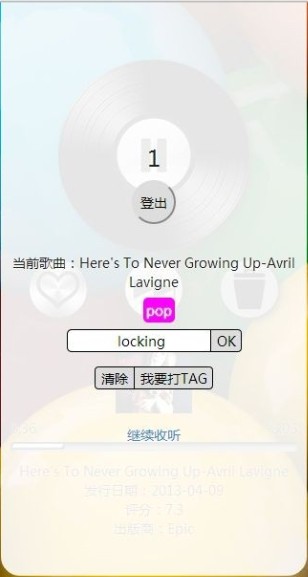 1
登出
当前歌曲：Here's To Never Growing Up-Avril
Lavigne
pop
locking OK
清除 我要打TAG
继续收听
Here's To Never Growing Up-Avril Lavigne
发行日期：2013-04-09
评分：7.3
出版商：Epic